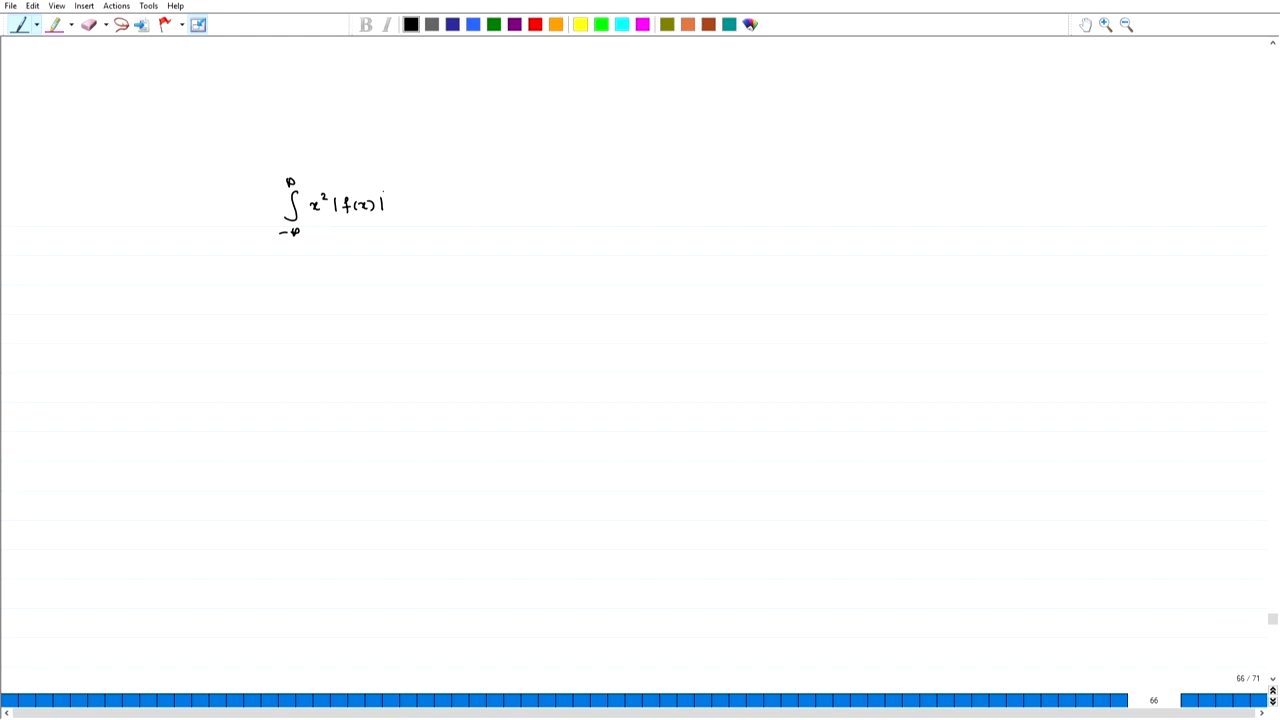 File Edit View Insert Actions Tools Help
B I
∞
∫ x² | f(x) |
-∞
66 / 71
66